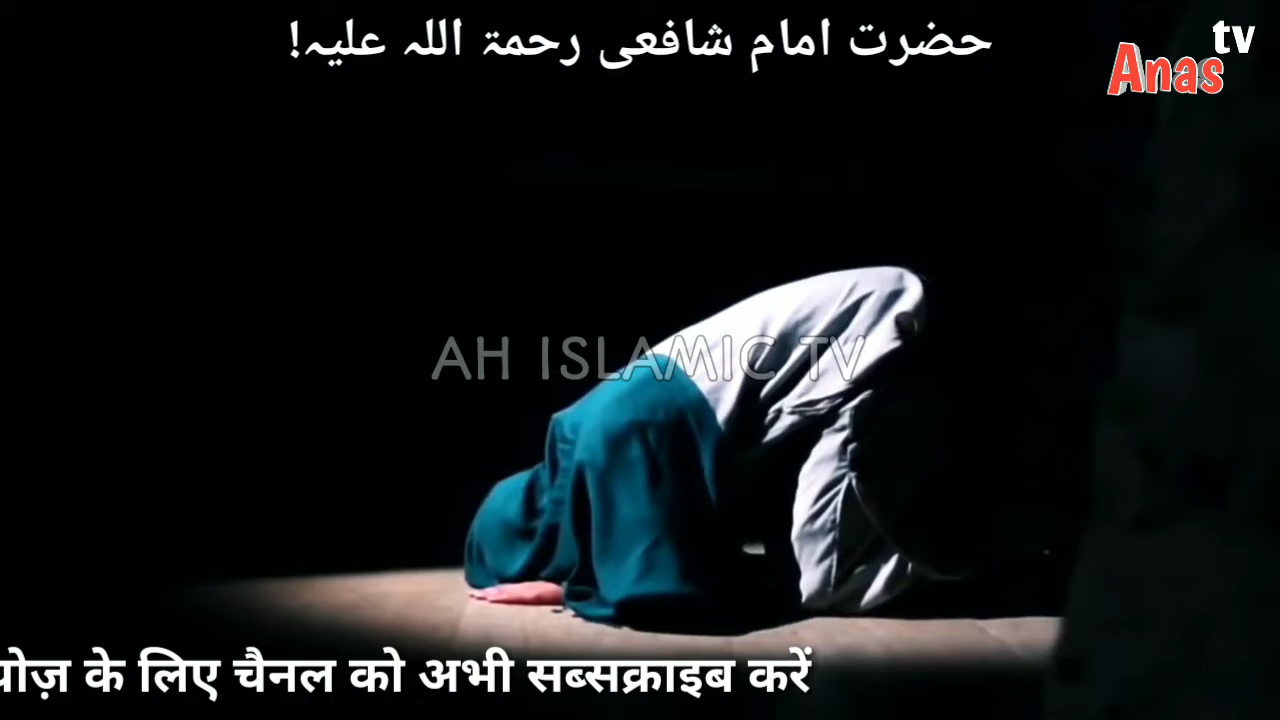 حضرت امام شافعی رحمۃ اللہ علیہ!
tv
Anas
AH ISLAMIC TV
के लिए चैनल को अभी सब्सक्राइब करें